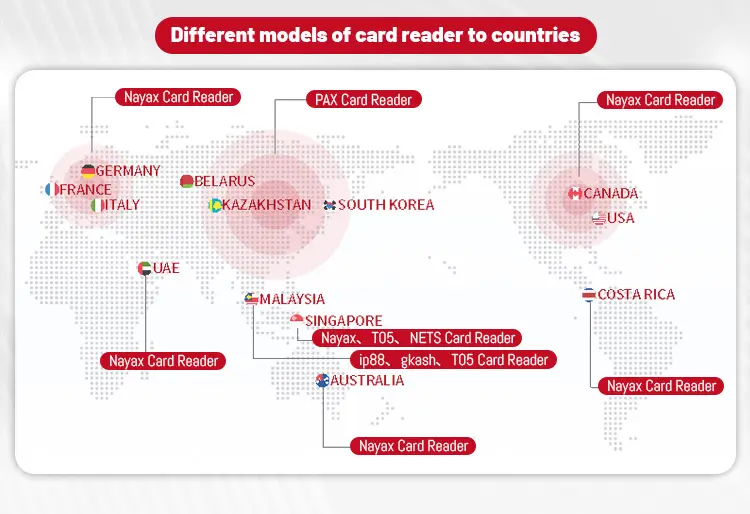 Different models of card reader to countries
Nayax Card Reader
PAX Card Reader
Nayax Card Reader
GERMANY
FRANCE
ITALY
BELARUS
KAZAKHSTAN
SOUTH KOREA
CANADA
USA
UAE
MALAYSIA
SINGAPORE
COSTA RICA
Nayax、TO5、NETS Card Reader
Nayax Card Reader
ip88、gkash、TO5 Card Reader
AUSTRALIA
Nayax Card Reader
Nayax Card Reader